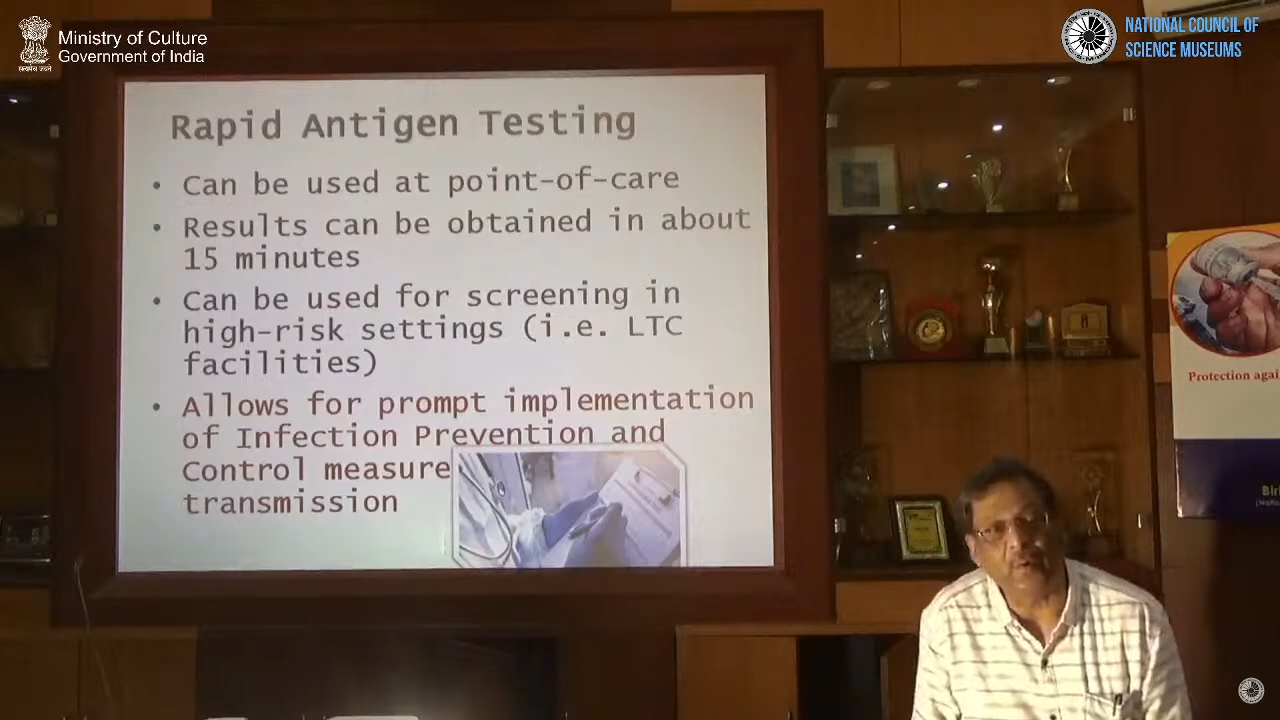 Ministry of Culture
Government of India
NATIONAL COUNCIL OF
SCIENCE MUSEUMS
Rapid Antigen Testing
• Can be used at point-of-care
• Results can be obtained in about
15 minutes
• Can be used for screening in
high-risk settings (i.e. LTC
facilities)
• Allows for prompt implementation
of Infection Prevention and
Control measure
transmission
Protection agai